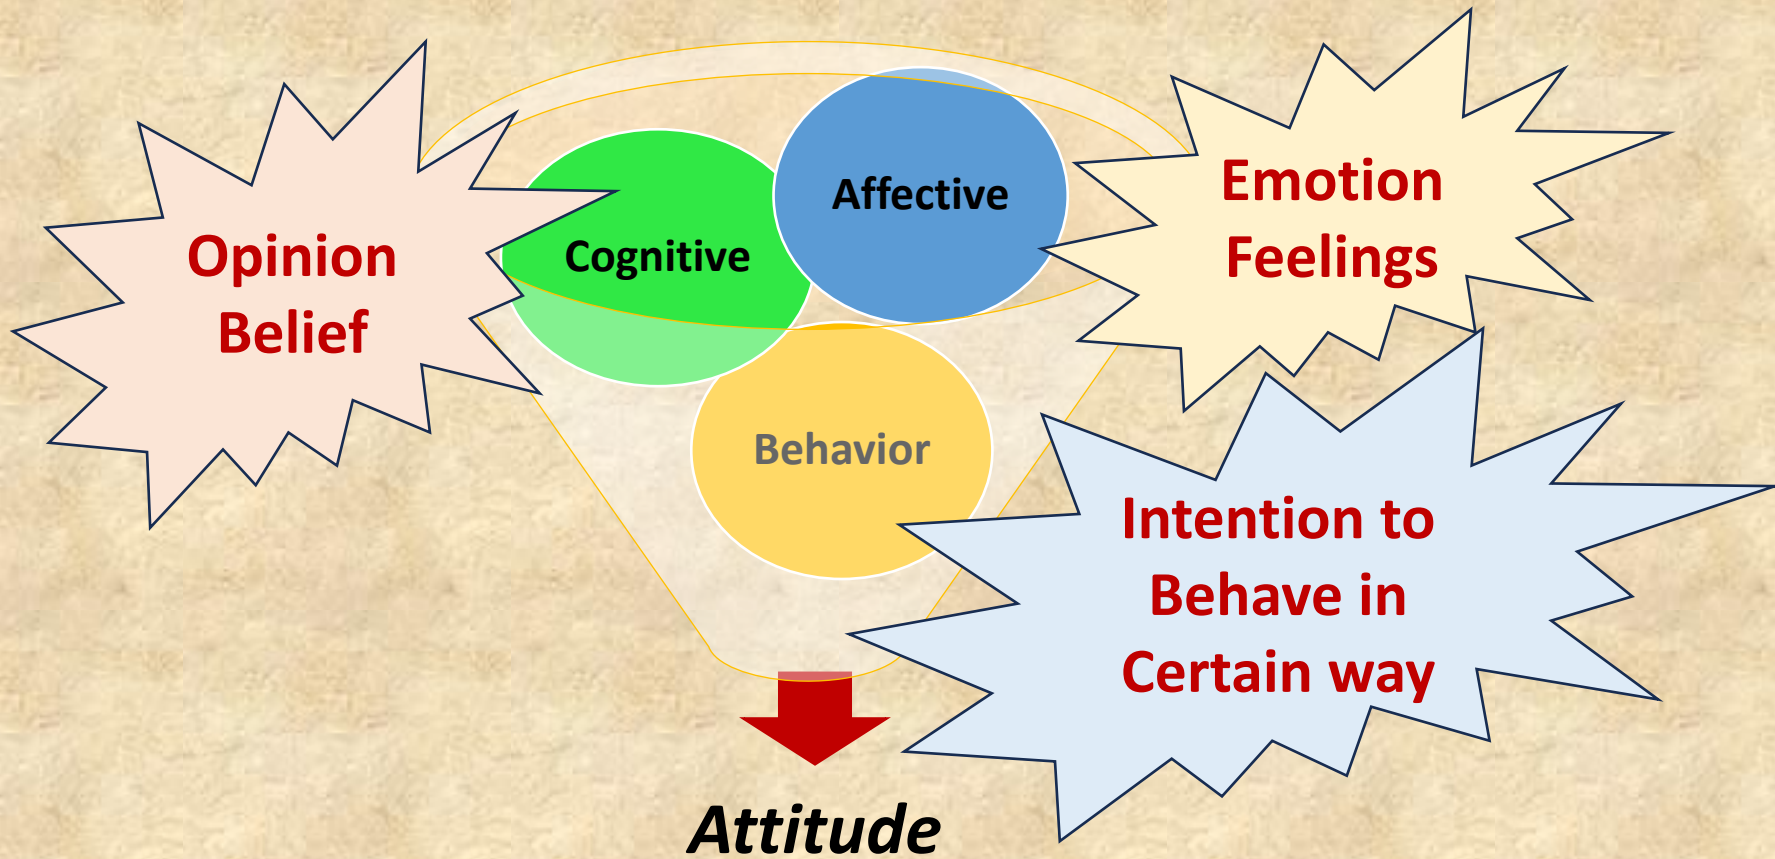 Opinion
Belief
Cognitive
Affective
Emotion
Feelings
Behavior
Intention to
Behave in
Certain way
Attitude